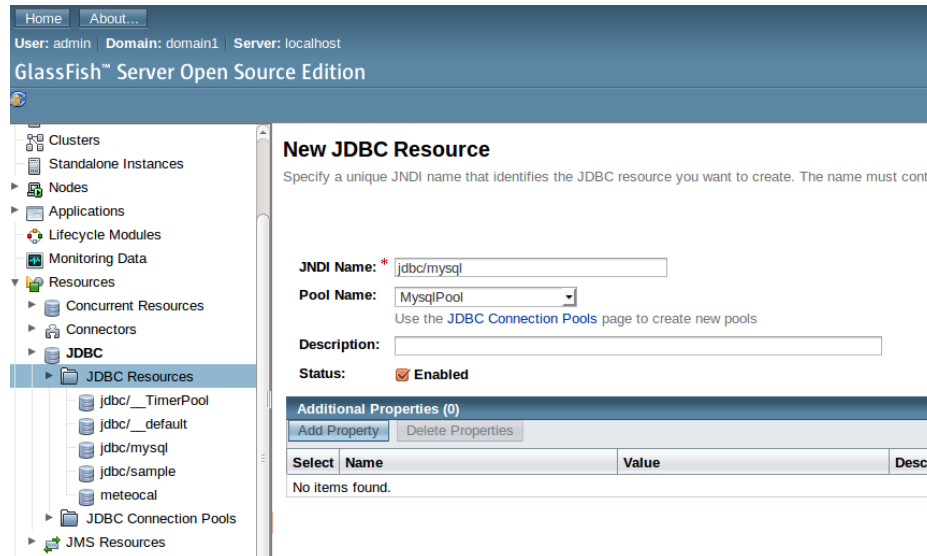 Home About...
User: admin Domain: domain1 Server: localhost
GlassFish™ Server Open Source Edition
Clusters
Standalone Instances
Nodes
Applications
Lifecycle Modules
Monitoring Data
Resources
Concurrent Resources
Connectors
JDBC
JDBC Resources
jdbc/__TimerPool
jdbc/__default
jdbc/mysql
jdbc/sample
meteocal
JDBC Connection Pools
JMS Resources
New JDBC Resource
Specify a unique JNDI name that identifies the JDBC resource you want to create. The name must cont
JNDI Name: * jdbc/mysql
Pool Name: MysqlPool
Use the JDBC Connection Pools page to create new pools
Description:
Status: Enabled
Additional Properties (0)
Add Property Delete Properties
Select Name Value Desc
No items found.